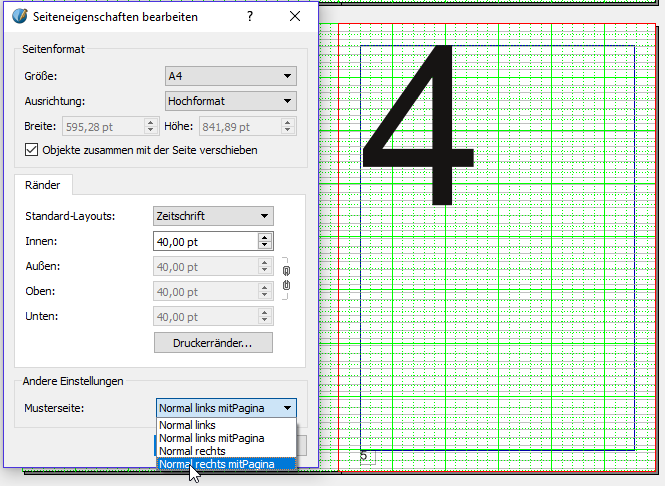 Seiteneigenschaften bearbeiten
Seitenformat
Größe: A4
Ausrichtung: Hochformat
Breite: 595,28 pt Höhe: 841,89 pt
Objekte zusammen mit der Seite verschieben
Ränder
Standard-Layouts: Zeitschrift
Innen: 40,00 pt
Außen: 40,00 pt
Oben: 40,00 pt
Unten: 40,00 pt
Druckerränder...
Andere Einstellungen
Musterseite: Normal links mitPagina
Normal links
Normal links mitPagina
Normal rechts
Normal rechts mitPagina
4
5